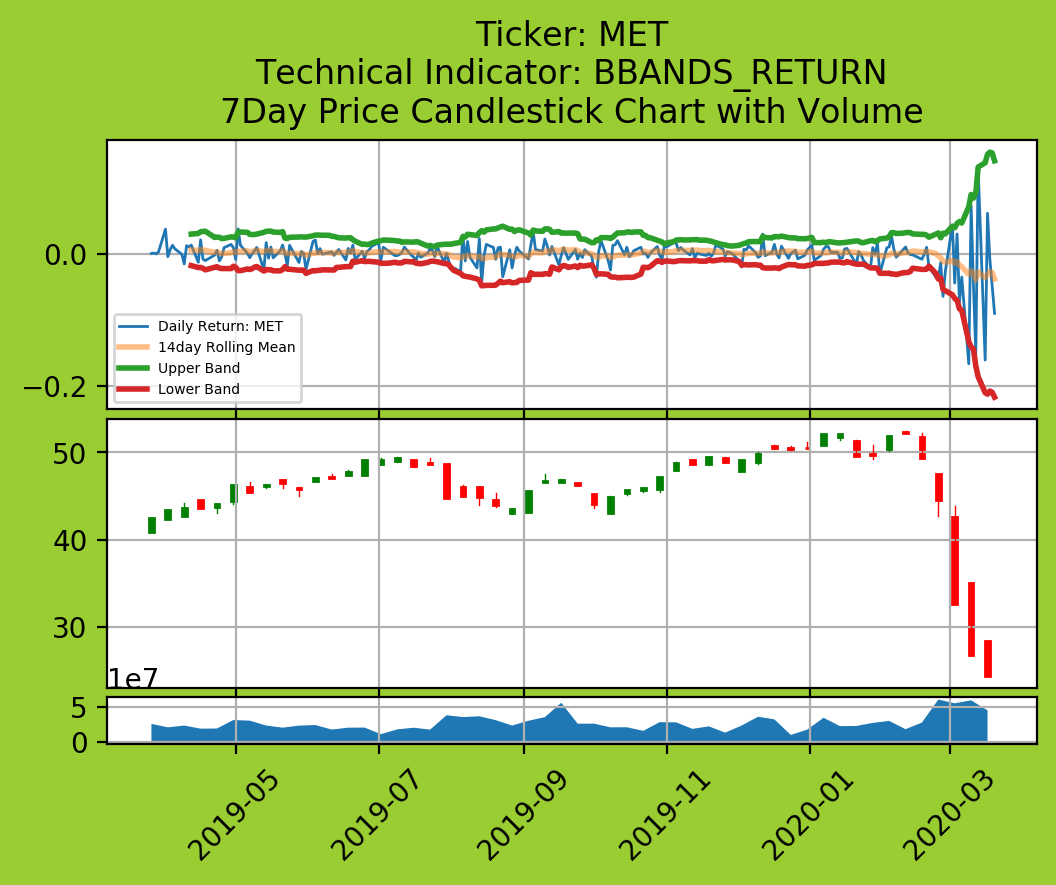 Ticker: MET
Technical Indicator: BBANDS_RETURN
7Day Price Candlestick Chart with Volume
0.0
−0.2
Daily Return: MET
14day Rolling Mean
Upper Band
Lower Band
50
40
30
1e7
5
0
2019-05
2019-07
2019-09
2019-11
2020-01
2020-03